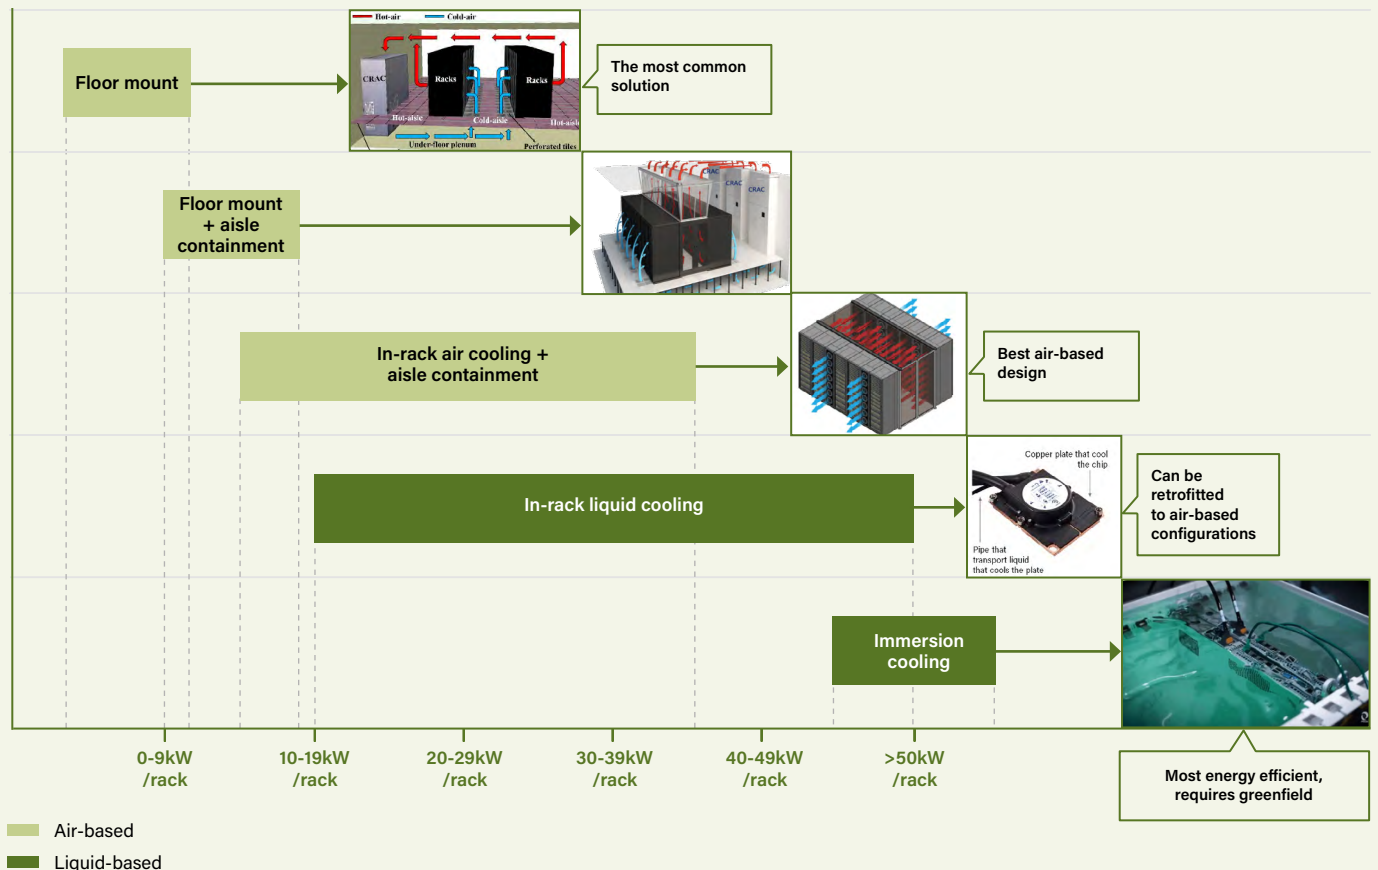 Hot-air
Cold-air
CRAC
Racks
Racks
Hot-aisle
Cold-aisle
Hot-aisle
Under-floor plenum
Perforated tiles
Floor mount
The most common
solution
CRAC
CRAC
CRAC
Floor mount
+ aisle
containment
In-rack air cooling +
aisle containment
Best air-based
design
In-rack liquid cooling
Copper plate that cool
the chip
Pipe that
transport liquid
that cools the plate
Can be
retrofitted
to air-based
configurations
Immersion
cooling
Most energy efficient,
requires greenfield
0-9kW
/rack
10-19kW
/rack
20-29kW
/rack
30-39kW
/rack
40-49kW
/rack
>50kW
/rack
Air-based
Liquid-based